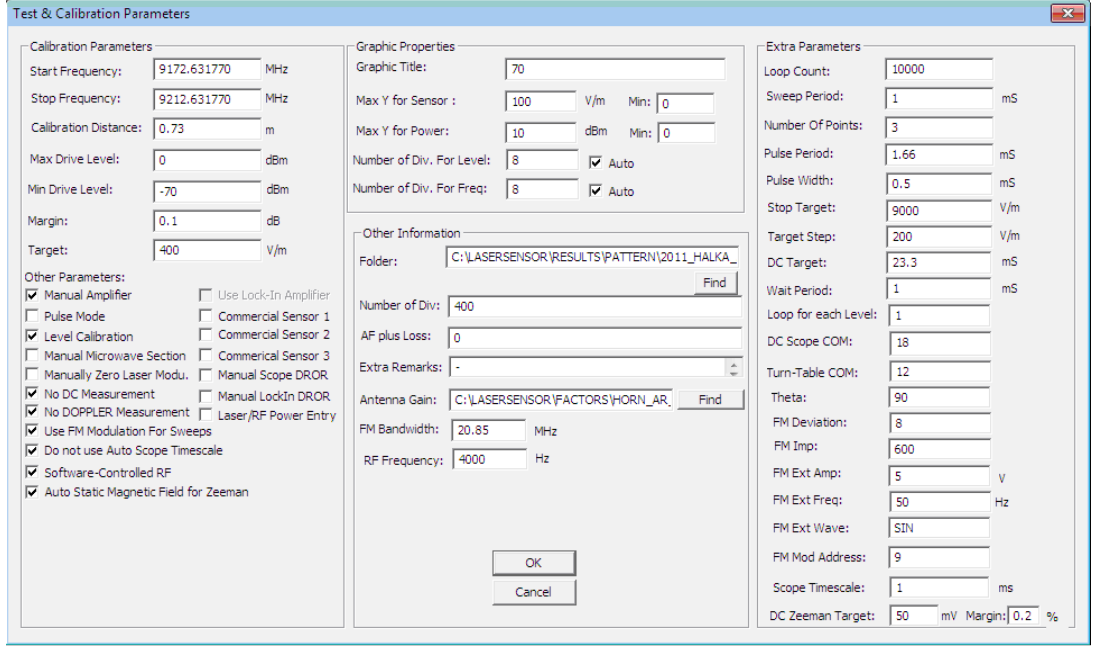 Test & Calibration Parameters
Calibration Parameters
Start Frequency: 9172.631770 MHz
Stop Frequency: 9212.631770 MHz
Calibration Distance: 0.73 m
Max Drive Level: 0 dBm
Min Drive Level: -70 dBm
Margin: 0.1 dB
Target: 400 V/m
Other Parameters:
Manual Amplifier Use Lock-In Amplifier
Pulse Mode Commercial Sensor 1
Level Calibration Commercial Sensor 2
Manual Microwave Section Commerical Sensor 3
Manually Zero Laser Modu. Manual Scope DROR
No DC Measurement Manual LockIn DROR
No DOPPLER Measurement Laser/RF Power Entry
Use FM Modulation For Sweeps
Do not use Auto Scope Timescale
Software-Controlled RF
Auto Static Magnetic Field for Zeeman
Graphic Properties
Graphic Title: 70
Max Y for Sensor : 100 V/m Min: 0
Max Y for Power: 10 dBm Min: 0
Number of Div. For Level: 8 Auto
Number of Div. For Freq: 8 Auto
Other Information
Folder: C:\LASERSENSOR\RESULTS\PATTERN\2011_HALKA_
Find
Number of Div: 400
AF plus Loss: 0
Extra Remarks: -
Antenna Gain: C:\LASERSENSOR\FACTORS\HORN_AR_ Find
FM Bandwidth: 20.85 MHz
RF Frequency: 4000 Hz
OK
Cancel
Extra Parameters
Loop Count: 10000
Sweep Period: 1 mS
Number Of Points: 3
Pulse Period: 1.66 mS
Pulse Width: 0.5 mS
Stop Target: 9000 V/m
Target Step: 200 V/m
DC Target: 23.3 mS
Wait Period: 1 mS
Loop for each Level: 1
DC Scope COM: 18
Turn-Table COM: 12
Theta: 90
FM Deviation: 8
FM Imp: 600
FM Ext Amp: 5 V
FM Ext Freq: 50 Hz
FM Ext Wave: SIN
FM Mod Address: 9
Scope Timescale: 1 ms
DC Zeeman Target: 50 mV Margin: 0.2 %